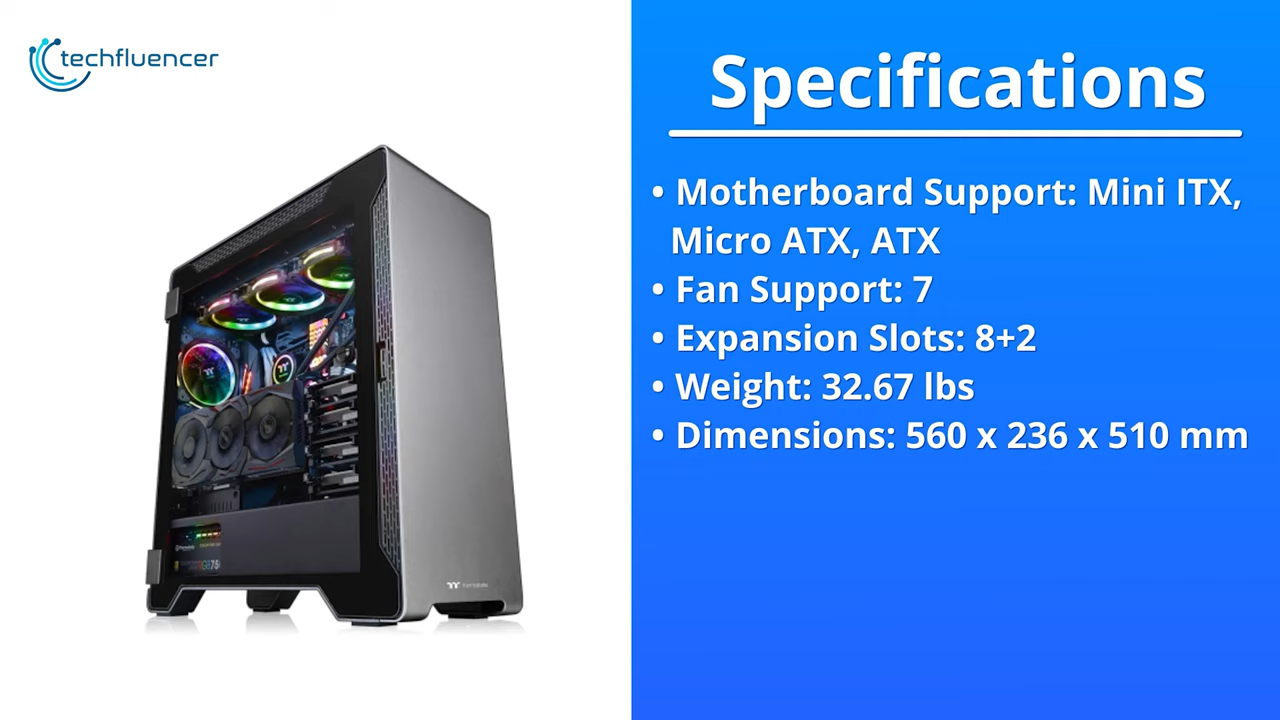 techfluencer
Specifications
• Motherboard Support: Mini ITX,
Micro ATX, ATX
• Fan Support: 7
• Expansion Slots: 8+2
• Weight: 32.67 lbs
• Dimensions: 560 x 236 x 510 mm